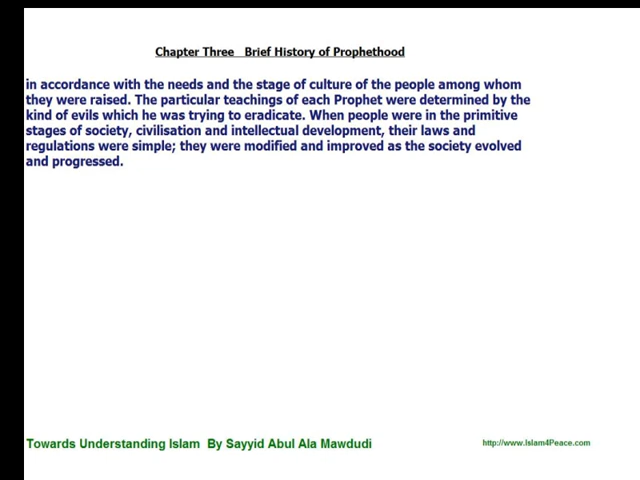 Chapter Three   Brief History of Prophethood
in accordance with the needs and the stage of culture of the people among whom
they were raised. The particular teachings of each Prophet were determined by the
kind of evils which he was trying to eradicate. When people were in the primitive
stages of society, civilisation and intellectual development, their laws and
regulations were simple; they were modified and improved as the society evolved
and progressed.
Towards Understanding Islam  By Sayyid Abul Ala Mawdudi
http://www.Islam4Peace.com